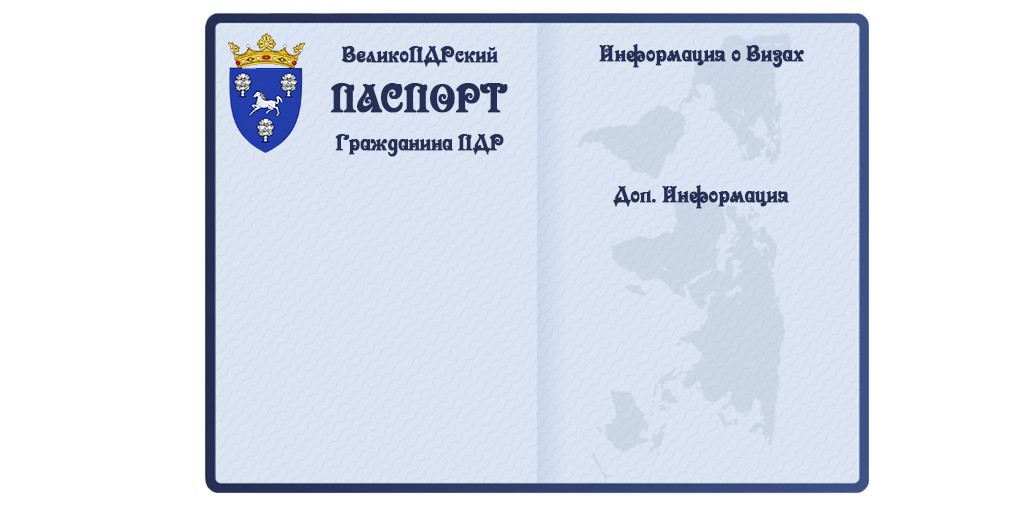 ВеликоПДРский
ПАСПОРТ
Гражданина ПДР
Информация о Визах
Доп. Информация